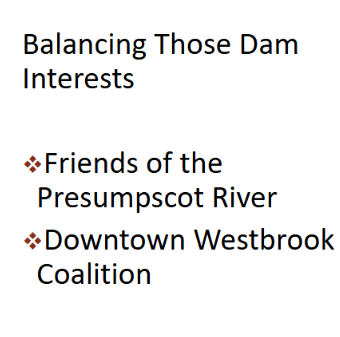 Balancing Those Dam
Interests
❖Friends of the
Presumpscot River
❖Downtown Westbrook
Coalition